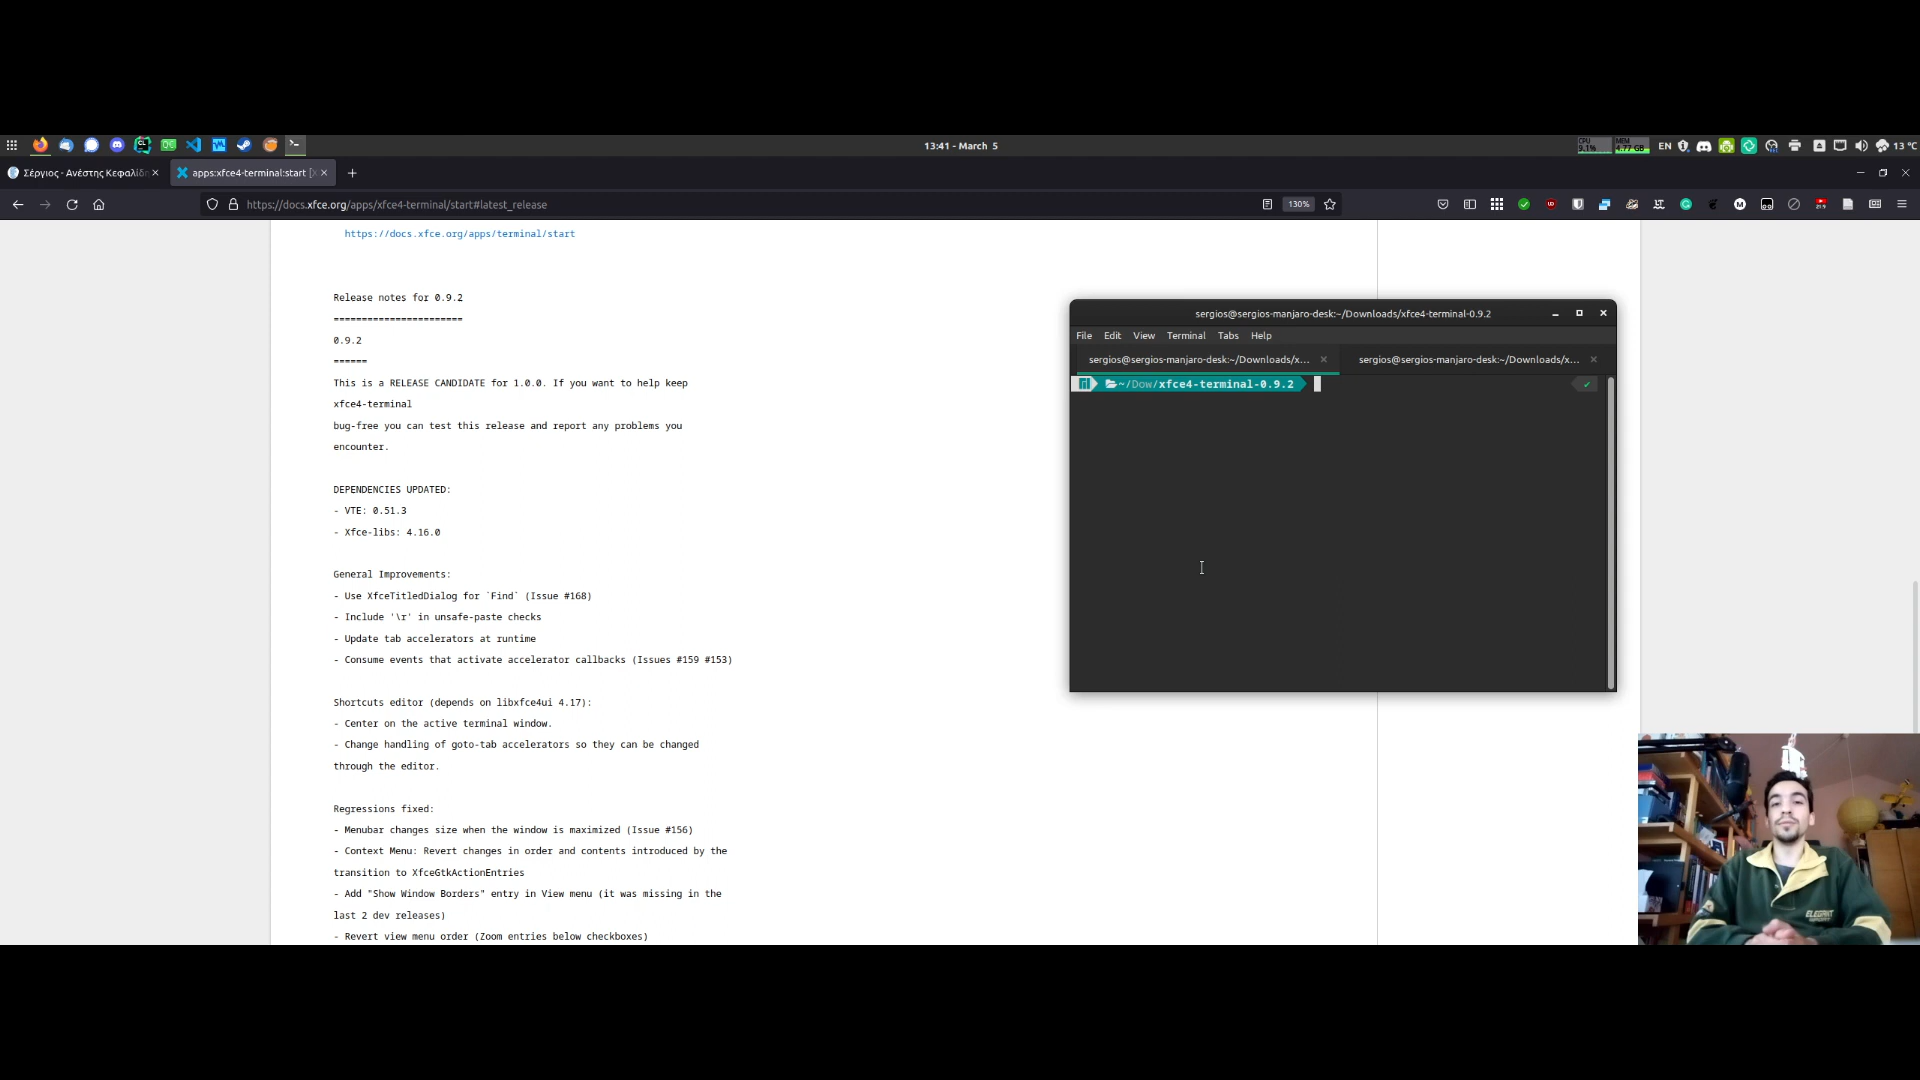 13:41 - March 5
CPU
9.1%
MEM
4.77 GB
EN
13 °C
Σέργιος - Ανέστης Κεφαλίδη
apps:xfce4-terminal:start [X
https://docs.xfce.org/apps/xfce4-terminal/start#latest_release
130%
https://docs.xfce.org/apps/terminal/start
Release notes for 0.9.2
=======================
0.9.2
======
This is a RELEASE CANDIDATE for 1.0.0. If you want to help keep
xfce4-terminal
bug-free you can test this release and report any problems you
encounter.
DEPENDENCIES UPDATED:
- VTE: 0.51.3
- Xfce-libs: 4.16.0
General Improvements:
- Use XfceTitledDialog for `Find` (Issue #168)
- Include '\r' in unsafe-paste checks
- Update tab accelerators at runtime
- Consume events that activate accelerator callbacks (Issues #159 #153)
Shortcuts editor (depends on libxfce4ui 4.17):
- Center on the active terminal window.
- Change handling of goto-tab accelerators so they can be changed
through the editor.
Regressions fixed:
- Menubar changes size when the window is maximized (Issue #156)
- Context Menu: Revert changes in order and contents introduced by the
transition to XfceGtkActionEntries
- Add "Show Window Borders" entry in View menu (it was missing in the
last 2 dev releases)
- Revert view menu order (Zoom entries below checkboxes)
sergios@sergios-manjaro-desk:~/Downloads/xfce4-terminal-0.9.2
File Edit View Terminal Tabs Help
sergios@sergios-manjaro-desk:~/Downloads/x...
sergios@sergios-manjaro-desk:~/Downloads/x...
~/Dow/xfce4-terminal-0.9.2
ELEGANT